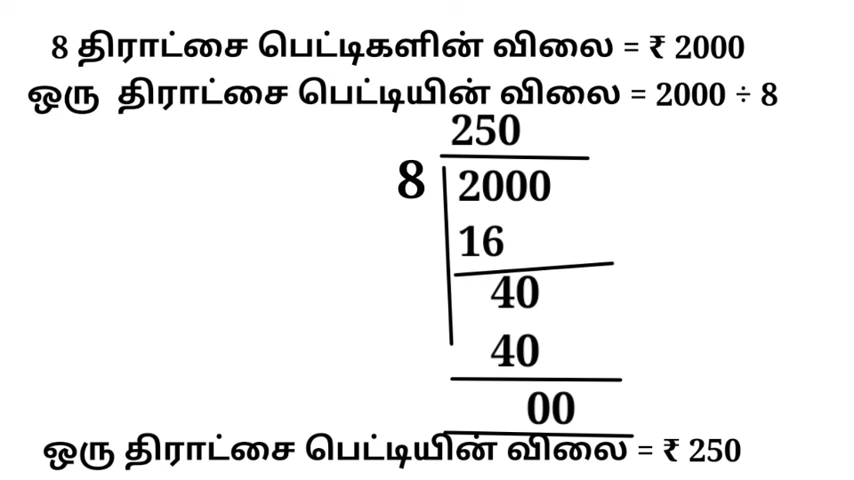 8 திராட்சை பெட்டிகளின் விலை = ₹ 2000
ஒரு திராட்சை பெட்டியின் விலை = 2000 ÷ 8
250
8 2000
16
40
40
00
ஒரு திராட்சை பெட்டியின் விலை = ₹ 250